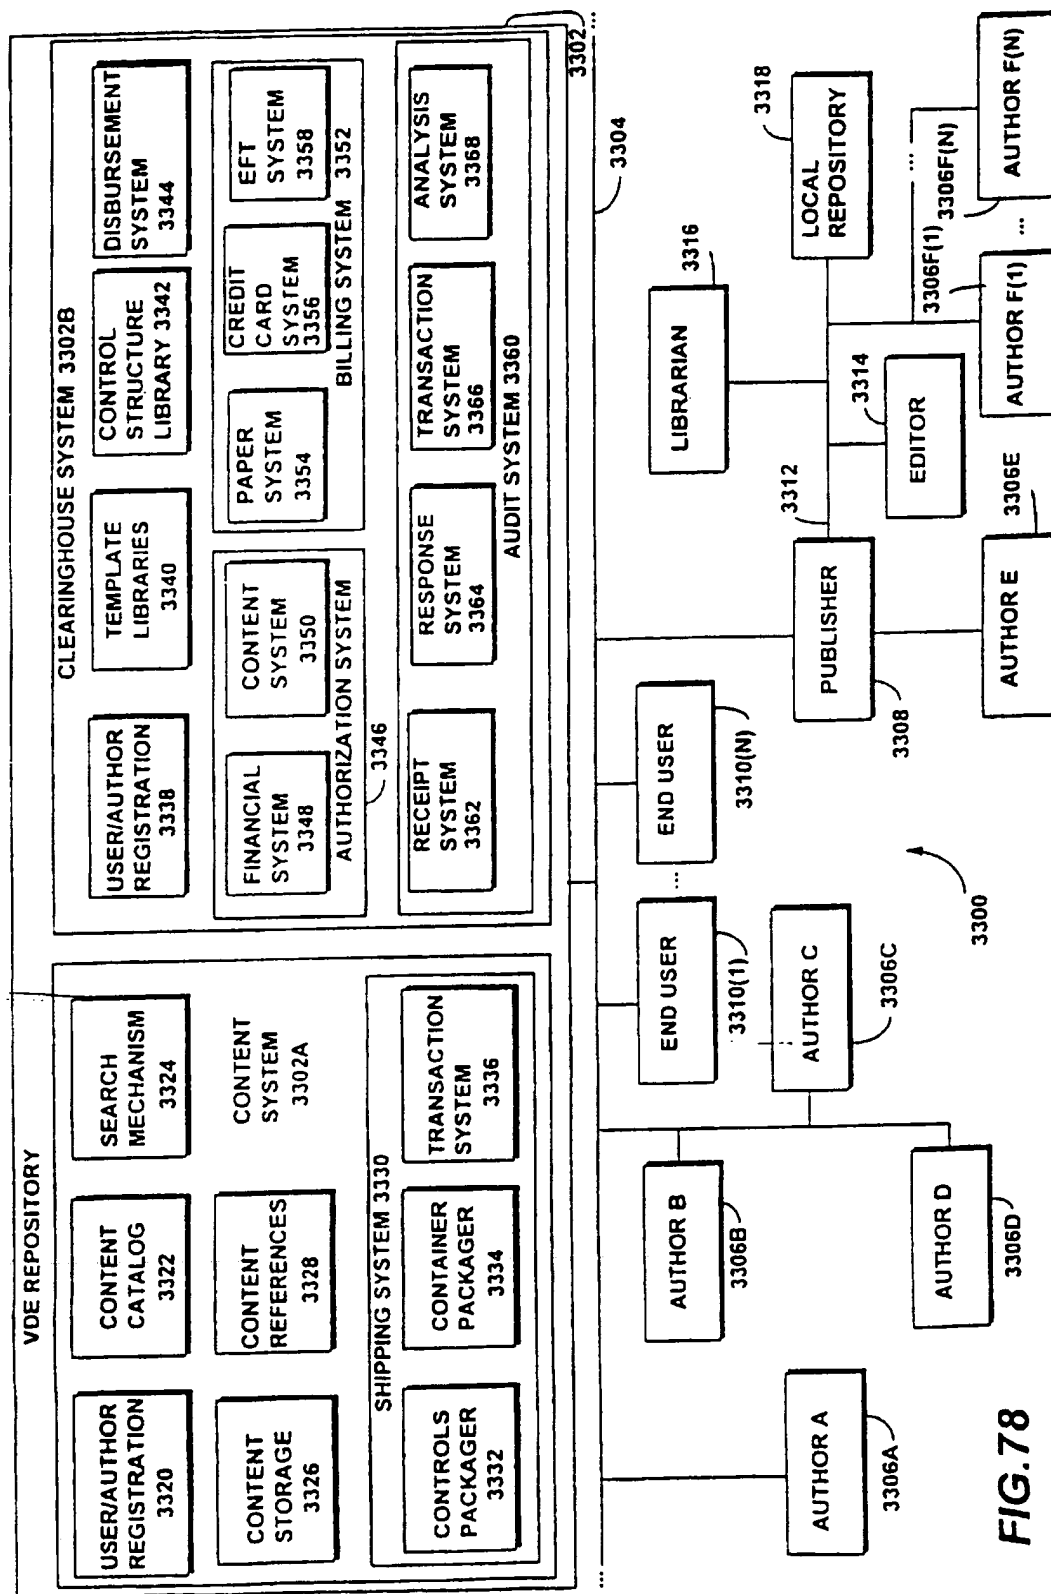 VDE REPOSITORY
USER/AUTHOR
REGISTRATION
3320
CONTENT
CATALOG
3322
SEARCH
MECHANISM
3324
CONTENT
STORAGE
3326
CONTENT
REFERENCES
3328
CONTENT
SYSTEM
3302A
SHIPPING SYSTEM 3330
CONTROLS
PACKAGER
3332
CONTAINER
PACKAGER
3334
TRANSACTION
SYSTEM
3336
CLEARINGHOUSE SYSTEM 3302B
USER/AUTHOR
REGISTRATION
3338
TEMPLATE
LIBRARIES
3340
CONTROL
STRUCTURE
LIBRARY 3342
DISBURSEMENT
SYSTEM
3344
FINANCIAL
SYSTEM
3348
CONTENT
SYSTEM
3350
AUTHORIZATION SYSTEM
3346
PAPER
SYSTEM
3354
CREDIT
CARD
SYSTEM
3356
EFT
SYSTEM
3358
BILLING SYSTEM 3352
RECEIPT
SYSTEM
3362
RESPONSE
SYSTEM
3364
TRANSACTION
SYSTEM
3366
ANALYSIS
SYSTEM
3368
AUDIT SYSTEM 3360
3302
...
...
3304
END USER
3310(1)
...
END USER
3310(N)
LIBRARIAN
3316
LOCAL
REPOSITORY
3318
AUTHOR A
3306A
AUTHOR B
3306B
AUTHOR C
3306C
AUTHOR D
3306D
PUBLISHER
3308
3312
EDITOR
3314
AUTHOR E
3306E
3306F(1)
AUTHOR F(1)
...
...
3306F(N)
AUTHOR F(N)
3300
FIG.78